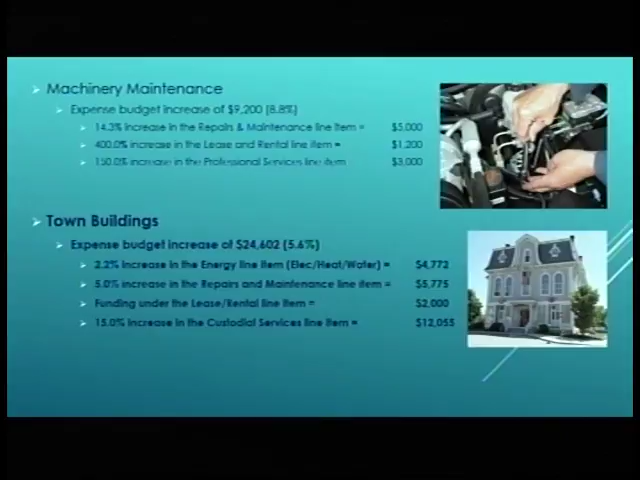 Machinery Maintenance
Expense budget increase of $9,200 (8.8%)
14.3% increase in the Repairs & Maintenance line item = $5,000
400.0% increase in the Lease and Rental line item = $1,200
150.0% increase in the Professional Services line item $3,000
Town Buildings
Expense budget increase of $24,602 (5.6%)
2.2% increase in the Energy line item (Elec/Heat/Water) = $4,772
5.0% increase in the Repairs and Maintenance line item = $5,775
Funding under the Lease/Rental line item = $2,000
15.0% increase in the Custodial Services line item = $12,055